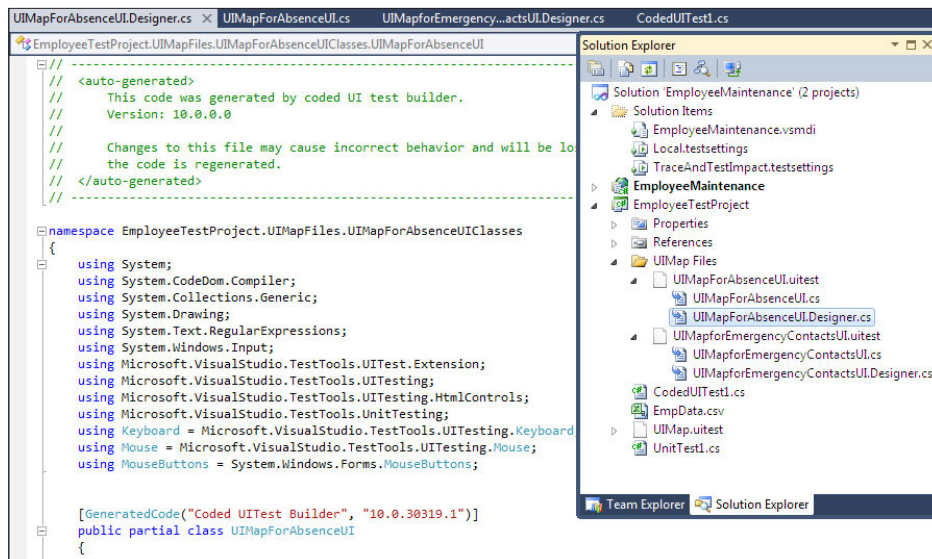 UIMapForAbsenceUI.Designer.cs UIMapForAbsenceUI.cs UIMapforEmergency...actsUI.Designer.cs CodedUITest1.cs
EmployeeTestProject.UIMapFiles.UIMapForAbsenceUIClasses.UIMapForAbsenceUI
// ------------------------------------------------------------------------------
//  <auto-generated>
//      This code was generated by coded UI test builder.
//      Version: 10.0.0.0
//
//      Changes to this file may cause incorrect behavior and will be los
//      the code is regenerated.
//  </auto-generated>
// ------------------------------------------------------------------------------
namespace EmployeeTestProject.UIMapFiles.UIMapForAbsenceUIClasses
{
using System;
using System.CodeDom.Compiler;
using System.Collections.Generic;
using System.Drawing;
using System.Text.RegularExpressions;
using System.Windows.Input;
using Microsoft.VisualStudio.TestTools.UITest.Extension;
using Microsoft.VisualStudio.TestTools.UITesting;
using Microsoft.VisualStudio.TestTools.UITesting.HtmlControls;
using Microsoft.VisualStudio.TestTools.UnitTesting;
using Keyboard = Microsoft.VisualStudio.TestTools.UITesting.Keyboard
using Mouse = Microsoft.VisualStudio.TestTools.UITesting.Mouse;
using MouseButtons = System.Windows.Forms.MouseButtons;
[GeneratedCode("Coded UITest Builder", "10.0.30319.1")]
public partial class UIMapForAbsenceUI
{
Solution Explorer
Solution 'EmployeeMaintenance' (2 projects)
Solution Items
EmployeeMaintenance.vsmdi
Local.testsettings
TraceAndTestImpact.testsettings
EmployeeMaintenance
EmployeeTestProject
Properties
References
UIMap Files
UIMapForAbsenceUI.uitest
UIMapForAbsenceUI.cs
UIMapForAbsenceUI.Designer.cs
UIMapforEmergencyContactsUI.uitest
UIMapforEmergencyContactsUI.cs
UIMapforEmergencyContactsUI.Designer.cs
CodedUITest1.cs
EmpData.csv
UIMap.uitest
UnitTest1.cs
Team Explorer Solution Explorer